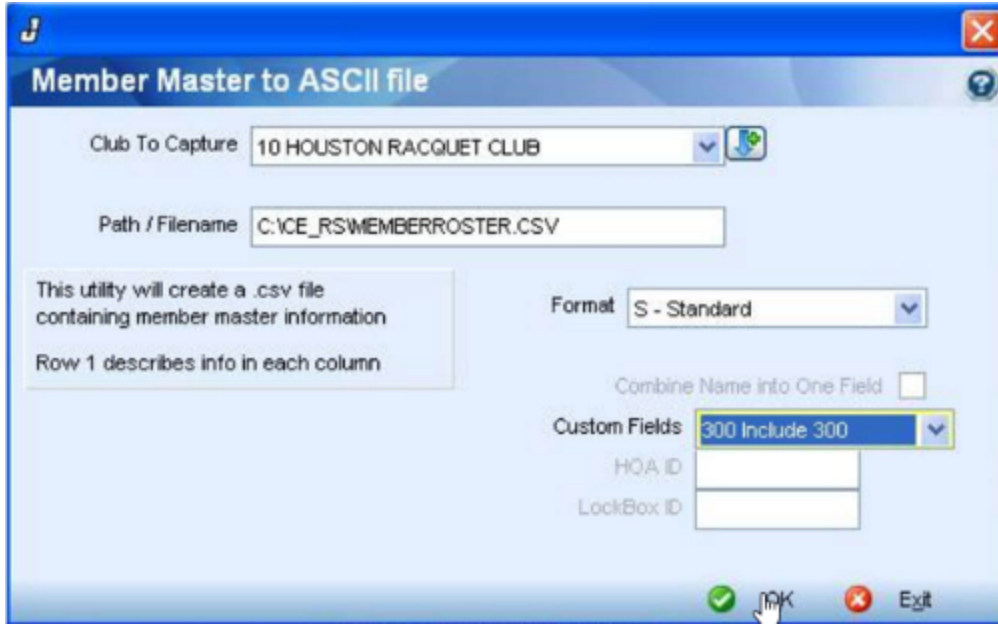 Member Master to ASCII file
Club To Capture 10 HOUSTON RACQUET CLUB
Path / Filename C:\CE_RS\MEMBERROSTER.CSV
This utility will create a .csv file
containing member master information
Row 1 describes info in each column
Format S - Standard
Combine Name into One Field
Custom Fields 300 Include 300
HOA ID
LockBox ID
OK Exit